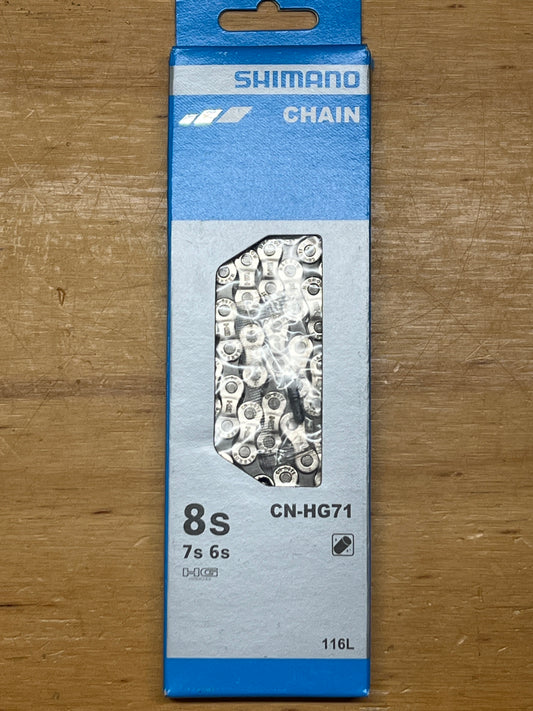 SHIMANO
CHAIN
8s
CN-HG71
7s 6s
HG
116L